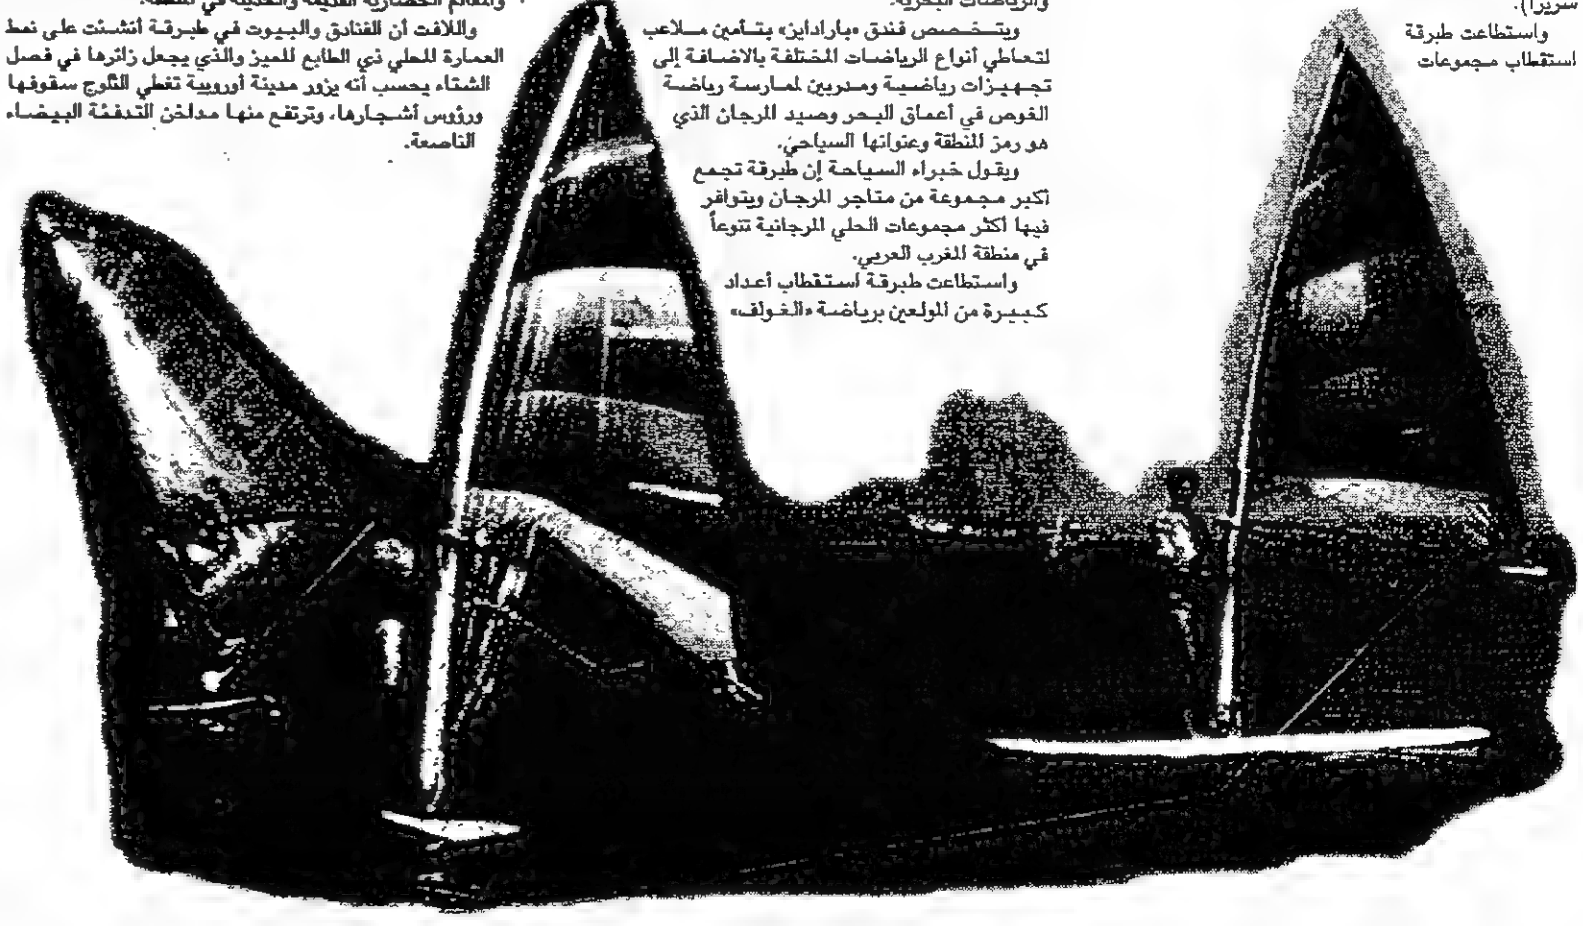 سريراً).
واستطاعت طبرقة
استقطاب مجموعات
والرياضات البحرية.
ويتخصص فندق «بارادايز» بتأمين ملاعب
لتعاطي أنواع الرياضات المختلفة بالاضافة إلى
تجهيزات رياضية ومدربين لممارسة رياضة
الغوص في أعماق البحر وصيد المرجان الذي
هو رمز المنطقة وعنوانها السياحي.
ويقول خبراء السياحة إن طبرقة تجمع
أكبر مجموعة من متاجر المرجان ويتوافر
فيها أكثر مجموعات الحلي المرجانية تنوعاً
في منطقة المغرب العربي.
واستطاعت طبرقة استقطاب أعداد
كبيرة من المولعين برياضة «الغولف»
والمعالم الحضارية القديمة والحديثة في المنطقة.
واللافت أن الفنادق والبيوت في طبرقة أنشئت على نمط
العمارة المحلي ذي الطابع المميز والذي يجعل زائرها في فصل
الشتاء يحسب أنه يزور مدينة أوروبية تغطي الثلوج سقوفها
ورؤوس أشجارها، وترتفع منها مداخن التدفئة البيضاء
الناصعة.